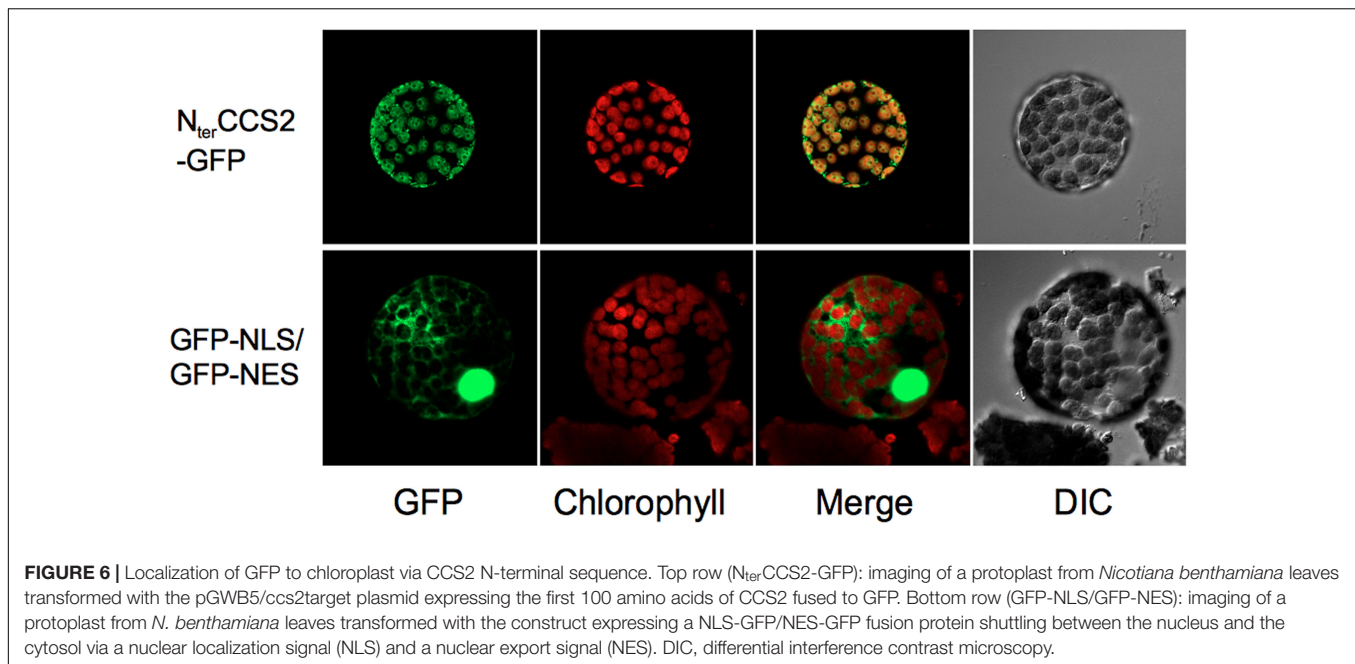 NterCCS2
-GFP
GFP-NLS/
GFP-NES
GFP Chlorophyll Merge DIC
FIGURE 6 | Localization of GFP to chloroplast via CCS2 N-terminal sequence. Top row (NterCCS2-GFP): imaging of a protoplast from Nicotiana benthamiana leaves
transformed with the pGWB5/ccs2target plasmid expressing the first 100 amino acids of CCS2 fused to GFP. Bottom row (GFP-NLS/GFP-NES): imaging of a
protoplast from N. benthamiana leaves transformed with the construct expressing a NLS-GFP/NES-GFP fusion protein shuttling between the nucleus and the
cytosol via a nuclear localization signal (NLS) and a nuclear export signal (NES). DIC, differential interference contrast microscopy.